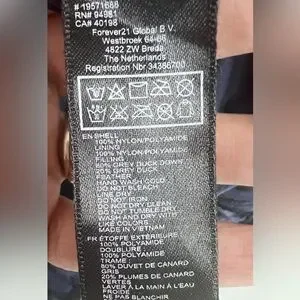 # 19571688
RN# 94981
CA# 40198
Forever21 Global B.V.
Westbroek 64-66
4822 ZW Breda
The Netherlands
Registration Nbr 34386700
EN SHELL
100% NYLON/POLYAMIDE
LINING
100% NYLON/POLYAMIDE
FILLING
80% GREY DUCK DOWN
20% GREY DUCK
FEATHER
HAND WASH COLD
DO NOT BLEACH
LINE DRY
DO NOT IRON
DO NOT DRY CLEAN
DO NOT TUMBLE DRY
WASH AND DRY WITH
LIKE COLORS
MADE IN VIETNAM
FR ÉTOFFE EXTÉRIEURE
100% POLYAMIDE
DOUBLURE
100% POLYAMIDE
TRAME
80% DUVET DE CANARD
GRIS
20% PLUMES DE CANARD
VERTES
LAVER À LA MAIN À L'EAU
FROIDE
NE PAS BLANCHIR